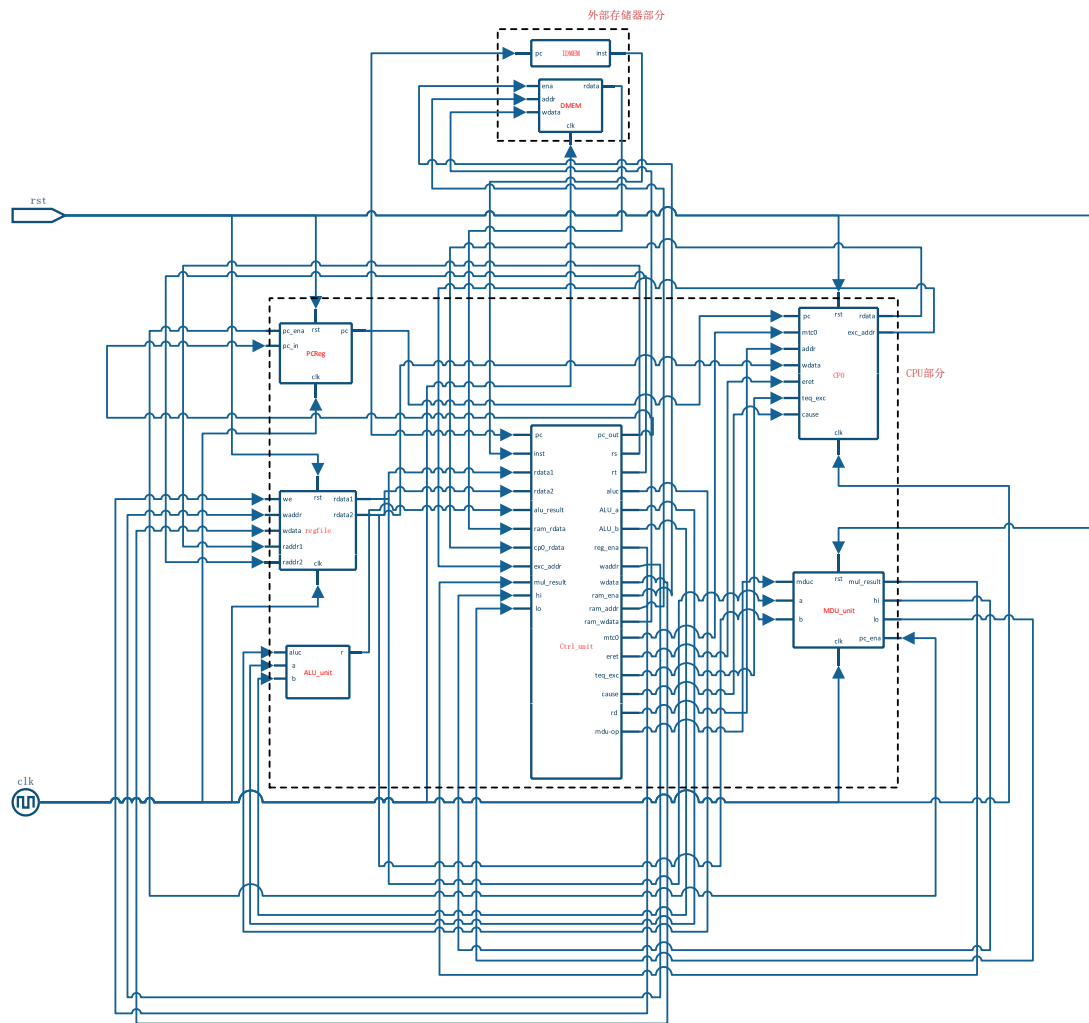 外部存储器部分
pc
IDMEM
inst
ena
rdata
addr
DMEM
wdata
clk
rst
pc_ena
rst
pc
pc_in
PCReg
clk
pc
rst
rdata
mtc0
exc_addr
addr
wdata
CP0
CPU部分
eret
teq_exc
cause
clk
we
rst
rdata1
waddr
rdata2
wdata
regfile
raddr1
raddr2
clk
pc
pc_out
inst
rs
rdata1
rt
rdata2
aluc
alu_result
ALU_a
ram_rdata
ALU_b
cp0_rdata
reg_ena
exc_addr
waddr
mul_result
wdata
hi
ram_ena
lo
ram_addr
ram_wdata
mtc0
Ctrl_unit
eret
teq_exc
cause
rd
mdu-op
mduc
rst
mul_result
a
hi
MDU_unit
b
lo
clk
pc_ena
aluc
r
a
ALU_unit
b
clk